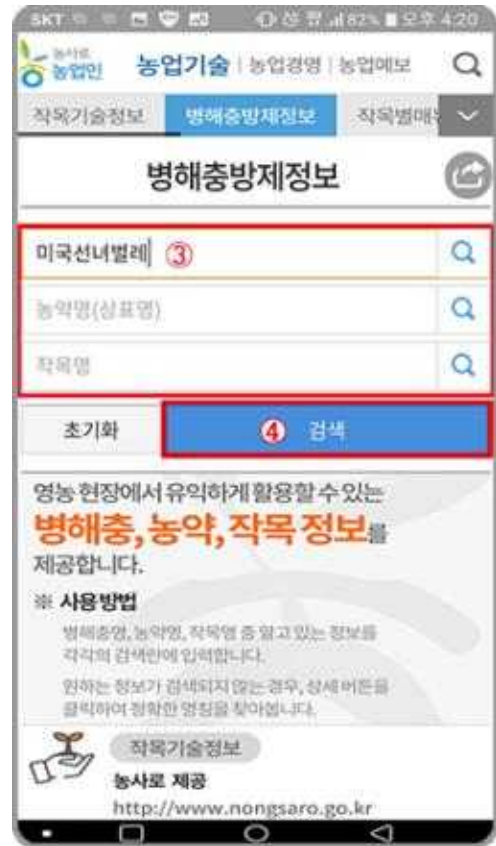 SKT 82% 오후 4:20
농사로
농업인 농업기술 | 농업경영 | 농업예보
작목기술정보 병해충방제정보 작목별매뉴
병해충방제정보
미국선녀벌레 ③
농약명(상표명)
작목명
초기화 ④ 검색
영농 현장에서 유익하게 활용할 수 있는
병해충, 농약, 작목 정보를
제공합니다.
※ 사용방법
병해충명, 농약명, 작목명 중 알고 있는 정보를
각각의 검색란에 입력합니다.
원하는 정보가 검색되지 않는 경우, 상세 버튼을
클릭하여 정확한 명칭을 찾아봅니다.
작목기술정보
농사로 제공
http://www.nongsaro.go.kr